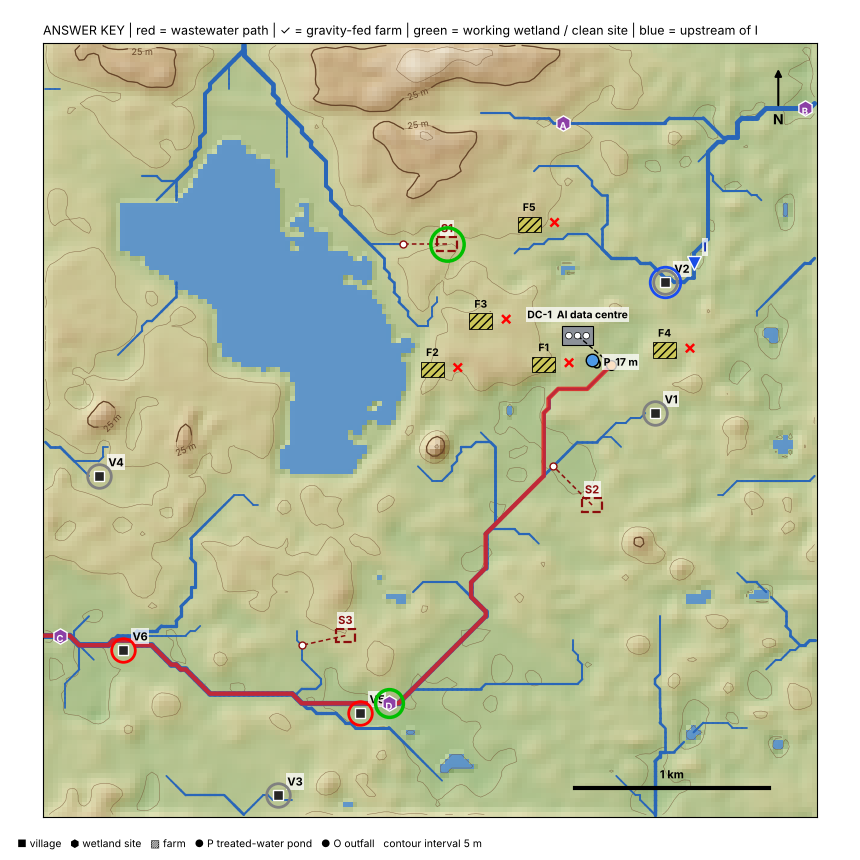 ANSWER KEY | red = wastewater path | ✓ = gravity-fed farm | green = working wetland / clean site | blue = upstream of I
25 m
25 m
25 m
A
B
N
F5
S1
I
V2
F3
DC-1 AI data centre
F4
F2
F1
P 17 m
V1
25 m
25 m
V4
S2
S3
C
V6
V5
D
V3
1 km
■ village ⬢ wetland site ▨ farm ● P treated-water pond ● O outfall contour interval 5 m